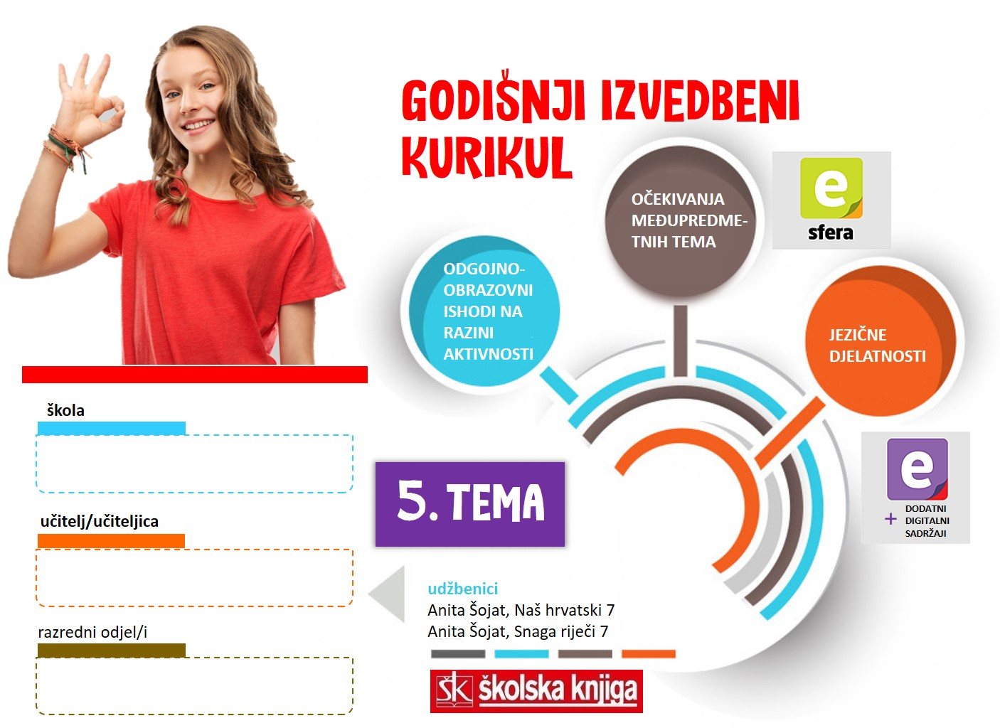 GODIŠNJI IZVEDBENI
KURIKUL
OČEKIVANJA
MEĐUPREDME-
TNIH TEMA
e
sfera
ODGOJNO-
OBRAZOVNI
ISHODI NA
RAZINI
AKTIVNOSTI
JEZIČNE
DJELATNOSTI
škola
učitelj/učiteljica
razredni odjel/i
5. TEMA
e
+ DODATNI
DIGITALNI
SADRŽAJI
udžbenici
Anita Šojat, Naš hrvatski 7
Anita Šojat, Snaga riječi 7
ŠK školska knjiga